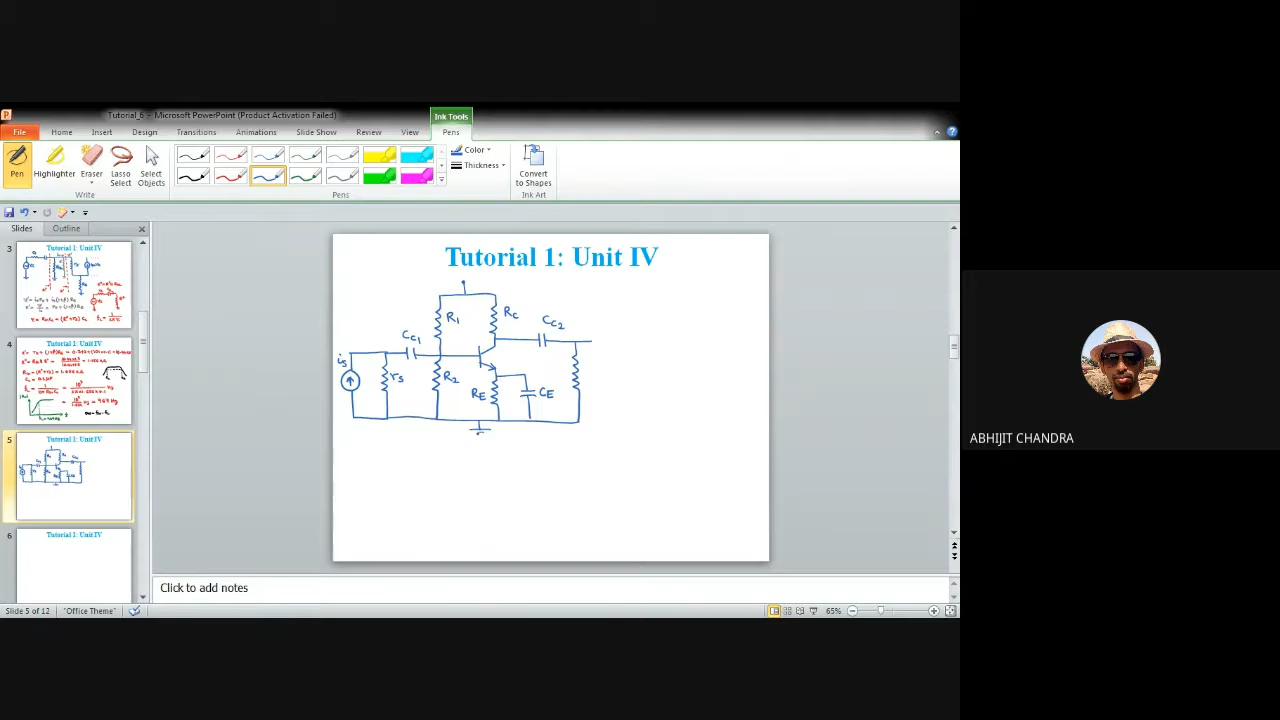 Tutorial_6 - Microsoft PowerPoint (Product Activation Failed)
Ink Tools
File Home Insert Design Transitions Animations Slide Show Review View Pens
Pen Highlighter Eraser Lasso Select Select Objects
Color
Thickness
Convert to Shapes
Write Pens Ink Art
Slides Outline
3
Tutorial 1: Unit IV
4
Tutorial 1: Unit IV
5
Tutorial 1: Unit IV
6
Tutorial 1: Unit IV
Tutorial 1: Unit IV
R1 RC
CC1 CC2
is rs R2 RE CE
ABHIJIT CHANDRA
Click to add notes
Slide 5 of 12 "Office Theme" 65%